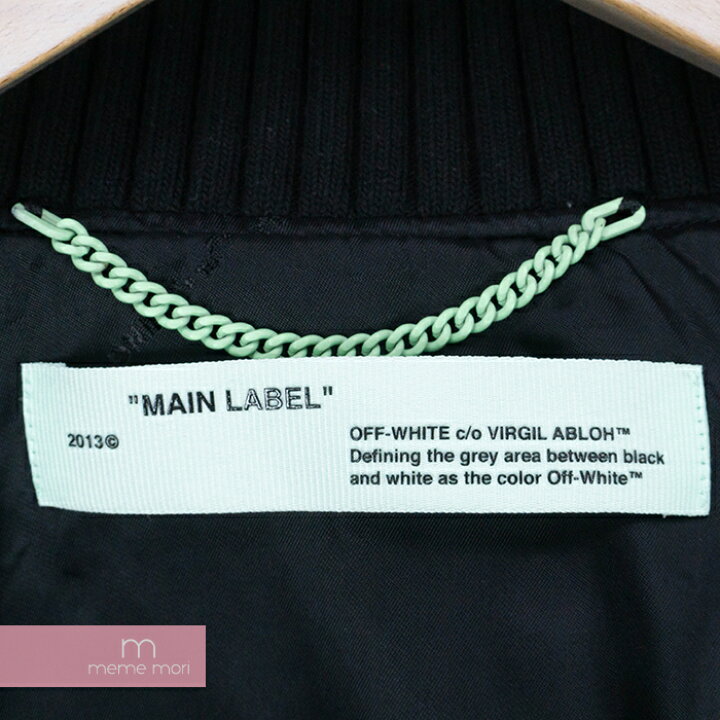 "MAIN LABEL"
2013©
OFF-WHITE c/o VIRGIL ABLOH™
Defining the grey area between black
and white as the color Off-White™
m
meme mori